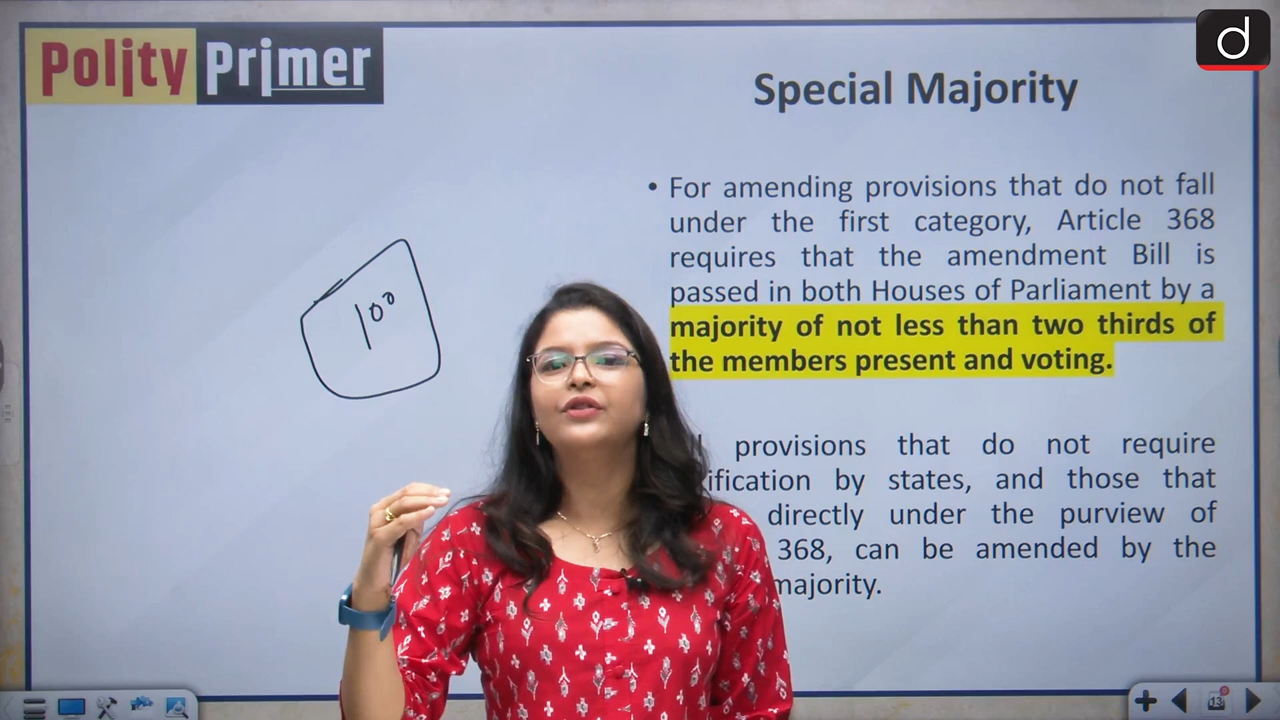 Polity Primer
d
Special Majority
• For amending provisions that do not fall
under the first category, Article 368
requires that the amendment Bill is
passed in both Houses of Parliament by a
majority of not less than two thirds of
the members present and voting.
100
provisions that do not require
ification by states, and those that
directly under the purview of
368, can be amended by the
majority.
13